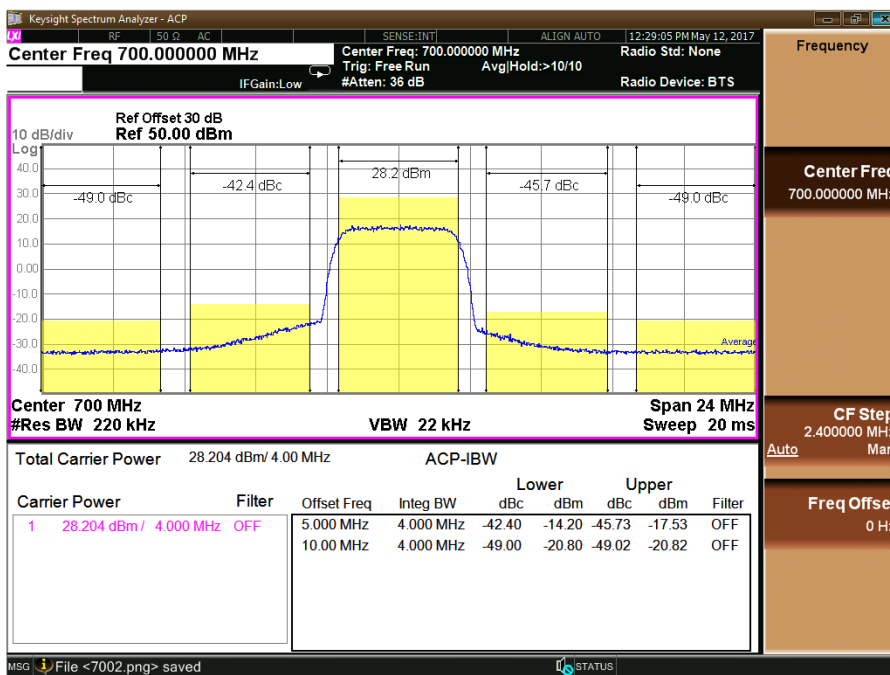 Keysight Spectrum Analyzer - ACP
LXI RF 50 Ω AC SENSE:INT ALIGN AUTO 12:29:05 PM May 12, 2017
Center Freq 700.000000 MHz
Center Freq: 700.000000 MHz Radio Std: None
Trig: Free Run Avg|Hold:>10/10
IFGain:Low #Atten: 36 dB Radio Device: BTS
Ref Offset 30 dB
10 dB/div Ref 50.00 dBm
Log
40.0
30.0
20.0
10.0
0.00
-10.0
-20.0
-30.0
-40.0
-49.0 dBc -42.4 dBc 28.2 dBm -45.7 dBc -49.0 dBc
Average
Center 700 MHz Span 24 MHz
#Res BW 220 kHz VBW 22 kHz Sweep 20 ms
Total Carrier Power 28.204 dBm/ 4.00 MHz ACP-IBW
Lower Upper
Carrier Power Filter Offset Freq Integ BW dBc dBm dBc dBm Filter
1 28.204 dBm / 4.000 MHz OFF 5.000 MHz 4.000 MHz -42.40 -14.20 -45.73 -17.53 OFF
10.00 MHz 4.000 MHz -49.00 -20.80 -49.02 -20.82 OFF
MSG File <7002.png> saved STATUS
Frequency
Center Freq
700.000000 MHz
CF Step
2.400000 MHz
Auto Man
Freq Offset
0 Hz